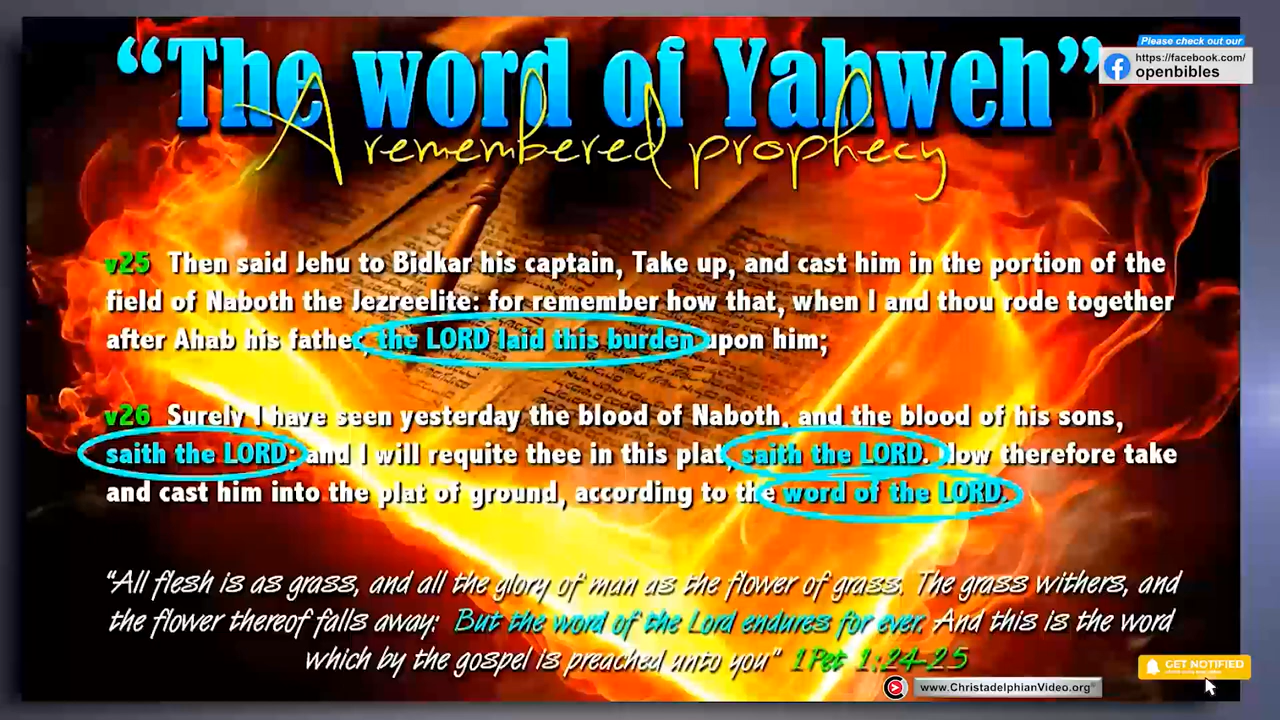 Please check out our
https://facebook.com/
openbibles
“The word of Yahweh”
A remembered prophecy
v25 Then said Jehu to Bidkar his captain, Take up, and cast him in the portion of the
field of Naboth the Jezreelite: for remember how that, when I and thou rode together
after Ahab his father, the LORD laid this burden upon him;
v26 Surely I have seen yesterday the blood of Naboth, and the blood of his sons,
saith the LORD; and I will requite thee in this plat, saith the LORD. Now therefore take
and cast him into the plat of ground, according to the word of the LORD.
“All flesh is as grass, and all the glory of man as the flower of grass. The grass withers, and
the flower thereof falls away: But the word of the Lord endures for ever. And this is the word
which by the gospel is preached unto you” 1Pet 1:24-25
GET NOTIFIED
www.ChristadelphianVideo.org